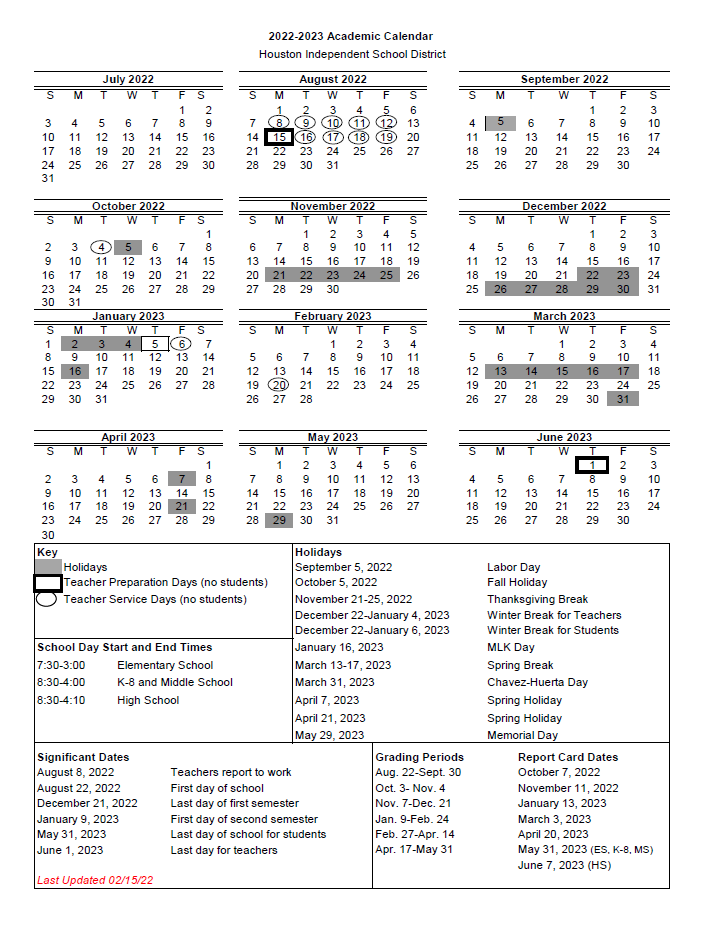 2022-2023 Academic Calendar
Houston Independent School District
July 2022
S M T W T F S
1 2
3 4 5 6 7 8 9
10 11 12 13 14 15 16
17 18 19 20 21 22 23
24 25 26 27 28 29 30
31
August 2022
S M T W T F S
1 2 3 4 5 6
7 8 9 10 11 12 13
14 15 16 17 18 19 20
21 22 23 24 25 26 27
28 29 30 31
September 2022
S M T W T F S
1 2 3
4 5 6 7 8 9 10
11 12 13 14 15 16 17
18 19 20 21 22 23 24
25 26 27 28 29 30
October 2022
S M T W T F S
1
2 3 4 5 6 7 8
9 10 11 12 13 14 15
16 17 18 19 20 21 22
23 24 25 26 27 28 29
30 31
November 2022
S M T W T F S
1 2 3 4 5
6 7 8 9 10 11 12
13 14 15 16 17 18 19
20 21 22 23 24 25 26
27 28 29 30
December 2022
S M T W T F S
1 2 3
4 5 6 7 8 9 10
11 12 13 14 15 16 17
18 19 20 21 22 23 24
25 26 27 28 29 30 31
January 2023
S M T W T F S
1 2 3 4 5 6 7
8 9 10 11 12 13 14
15 16 17 18 19 20 21
22 23 24 25 26 27 28
29 30 31
February 2023
S M T W T F S
1 2 3 4
5 6 7 8 9 10 11
12 13 14 15 16 17 18
19 20 21 22 23 24 25
26 27 28
March 2023
S M T W T F S
1 2 3 4
5 6 7 8 9 10 11
12 13 14 15 16 17 18
19 20 21 22 23 24 25
26 27 28 29 30 31
April 2023
S M T W T F S
1
2 3 4 5 6 7 8
9 10 11 12 13 14 15
16 17 18 19 20 21 22
23 24 25 26 27 28 29
30
May 2023
S M T W T F S
1 2 3 4 5 6
7 8 9 10 11 12 13
14 15 16 17 18 19 20
21 22 23 24 25 26 27
28 29 30 31
June 2023
S M T W T F S
1 2 3
4 5 6 7 8 9 10
11 12 13 14 15 16 17
18 19 20 21 22 23 24
25 26 27 28 29 30
Key
Holidays
Teacher Preparation Days (no students)
Teacher Service Days (no students)
School Day Start and End Times
7:30-3:00 Elementary School
8:30-4:00 K-8 and Middle School
8:30-4:10 High School
Holidays
September 5, 2022 Labor Day
October 5, 2022 Fall Holiday
November 21-25, 2022 Thanksgiving Break
December 22-January 4, 2023 Winter Break for Teachers
December 22-January 6, 2023 Winter Break for Students
January 16, 2023 MLK Day
March 13-17, 2023 Spring Break
March 31, 2023 Chavez-Huerta Day
April 7, 2023 Spring Holiday
April 21, 2023 Spring Holiday
May 29, 2023 Memorial Day
Significant Dates
August 8, 2022 Teachers report to work
August 22, 2022 First day of school
December 21, 2022 Last day of first semester
January 9, 2023 First day of second semester
May 31, 2023 Last day of school for students
June 1, 2023 Last day for teachers
Last Updated 02/15/22
Grading Periods Report Card Dates
Aug. 22-Sept. 30 October 7, 2022
Oct. 3- Nov. 4 November 11, 2022
Nov. 7-Dec. 21 January 13, 2023
Jan. 9-Feb. 24 March 3, 2023
Feb. 27-Apr. 14 April 20, 2023
Apr. 17-May 31 May 31, 2023 (ES, K-8, MS)
June 7, 2023 (HS)